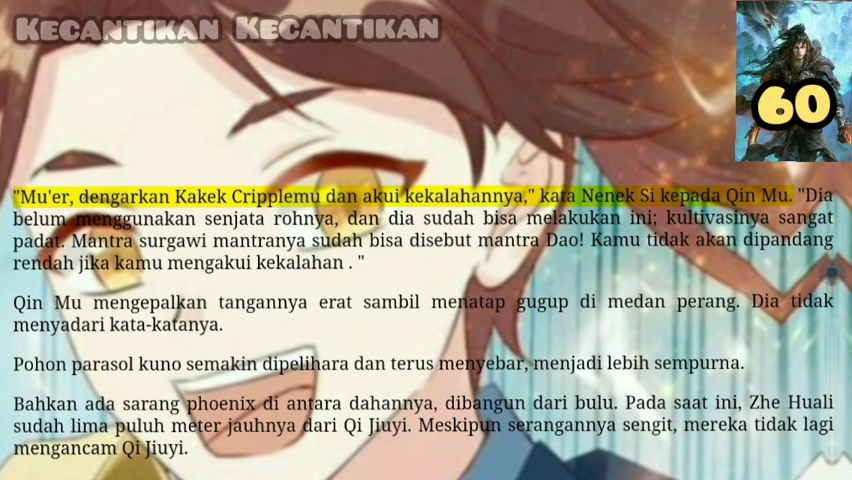 Kecantikan Kecantikan
60
"Mu'er, dengarkan Kakek Cripplemu dan akui kekalahannya," kata Nenek Si kepada Qin Mu. "Dia
belum menggunakan senjata rohnya, dan dia sudah bisa melakukan ini; kultivasinya sangat
padat. Mantra surgawi mantranya sudah bisa disebut mantra Dao! Kamu tidak akan dipandang
rendah jika kamu mengakui kekalahan . "
Qin Mu mengepalkan tangannya erat sambil menatap gugup di medan perang. Dia tidak
menyadari kata-katanya.
Pohon parasol kuno semakin dipelihara dan terus menyebar, menjadi lebih sempurna.
Bahkan ada sarang phoenix di antara dahannya, dibangun dari bulu. Pada saat ini, Zhe Huali
sudah lima puluh meter jauhnya dari Qi Jiuyi. Meskipun serangannya sengit, mereka tidak lagi
mengancam Qi Jiuyi.